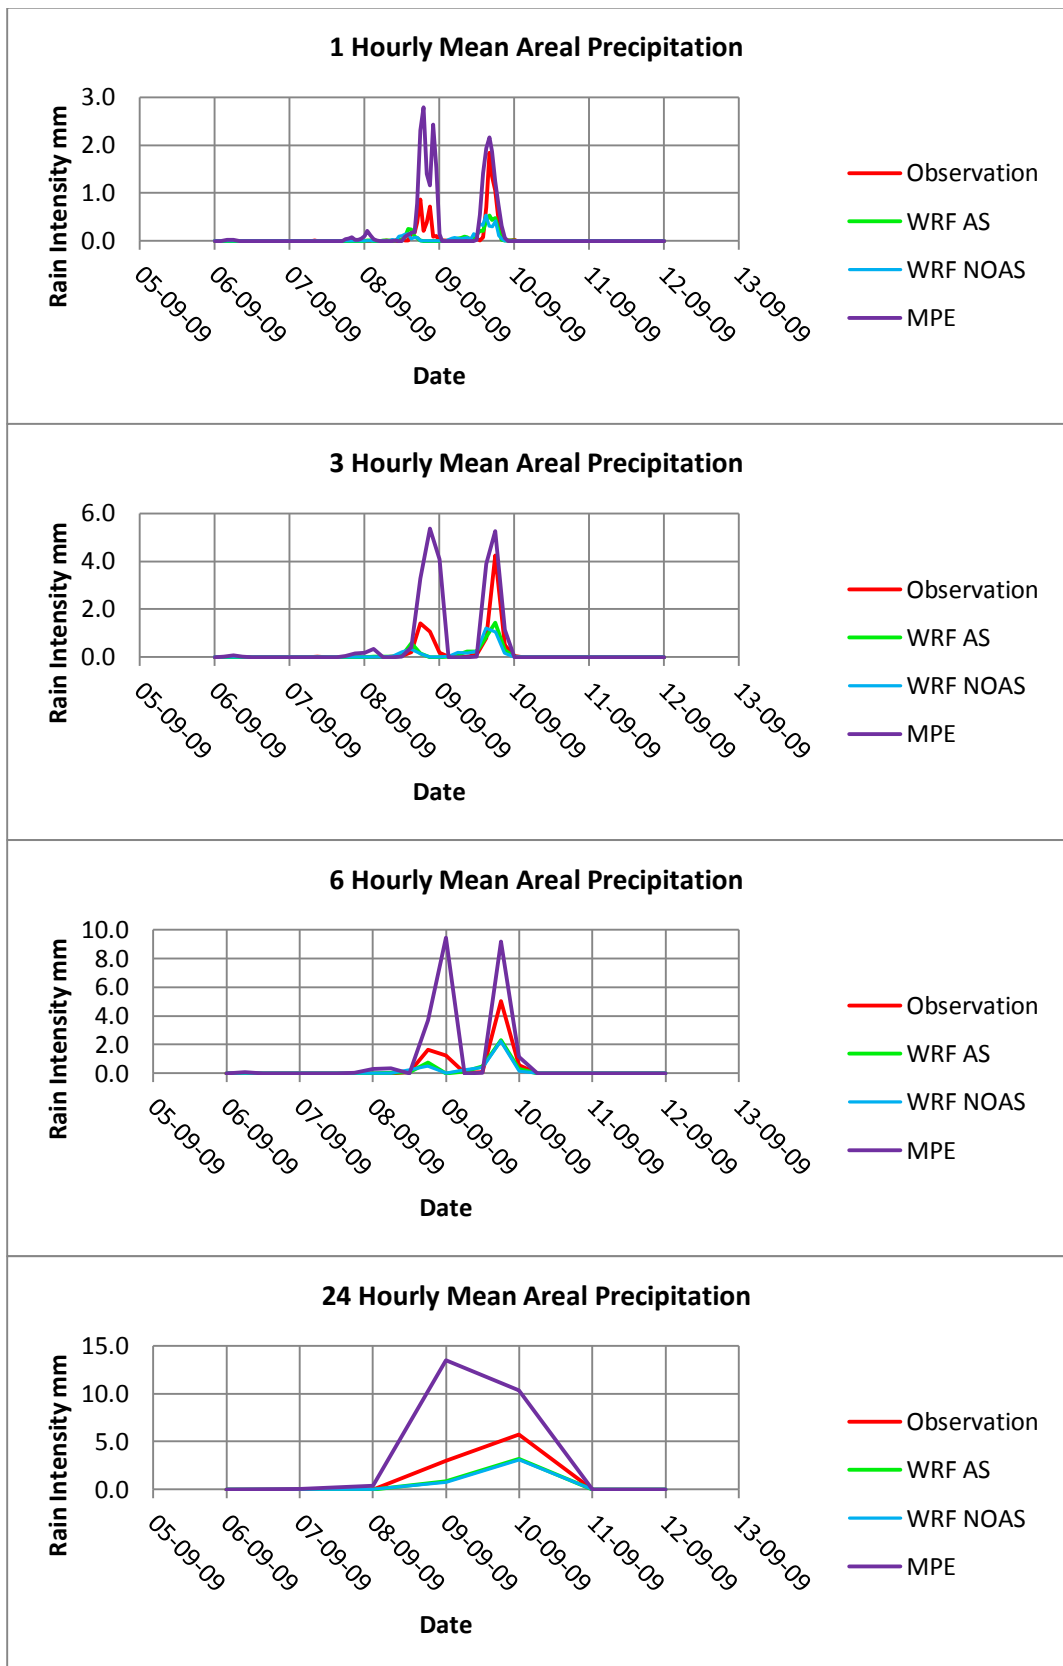 1 Hourly Mean Areal Precipitation
Rain Intensity mm
3.0
2.0
1.0
0.0
05-09-09
06-09-09
07-09-09
08-09-09
09-09-09
10-09-09
11-09-09
12-09-09
13-09-09
Date
Observation
WRF AS
WRF NOAS
MPE
3 Hourly Mean Areal Precipitation
Rain Intensity mm
6.0
4.0
2.0
0.0
05-09-09
06-09-09
07-09-09
08-09-09
09-09-09
10-09-09
11-09-09
12-09-09
13-09-09
Date
Observation
WRF AS
WRF NOAS
MPE
6 Hourly Mean Areal Precipitation
Rain Intensity mm
10.0
8.0
6.0
4.0
2.0
0.0
05-09-09
06-09-09
07-09-09
08-09-09
09-09-09
10-09-09
11-09-09
12-09-09
13-09-09
Date
Observation
WRF AS
WRF NOAS
MPE
24 Hourly Mean Areal Precipitation
Rain Intensity mm
15.0
10.0
5.0
0.0
05-09-09
06-09-09
07-09-09
08-09-09
09-09-09
10-09-09
11-09-09
12-09-09
13-09-09
Date
Observation
WRF AS
WRF NOAS
MPE